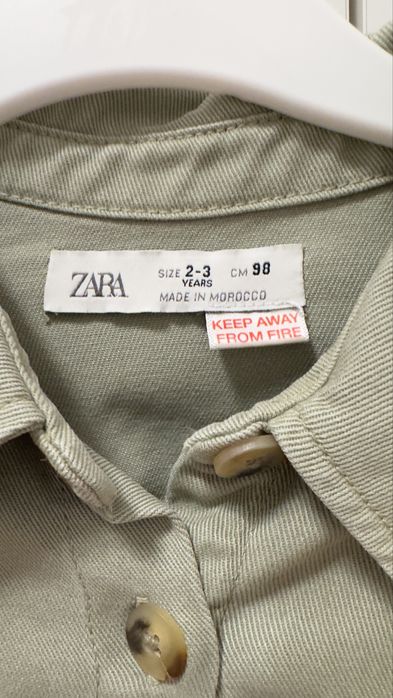 ZARA
SIZE 2-3 CM 98
YEARS
MADE IN MOROCCO
KEEP AWAY
FROM FIRE